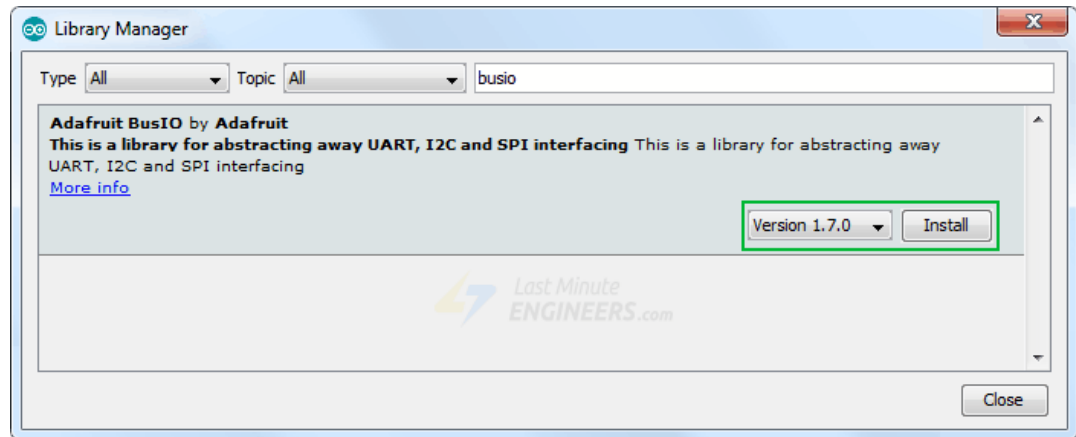 Library Manager
Type All Topic All busio
Adafruit BusIO by Adafruit
This is a library for abstracting away UART, I2C and SPI interfacing This is a library for abstracting away
UART, I2C and SPI interfacing
More info
Version 1.7.0 Install
Last Minute
ENGINEERS.com
Close